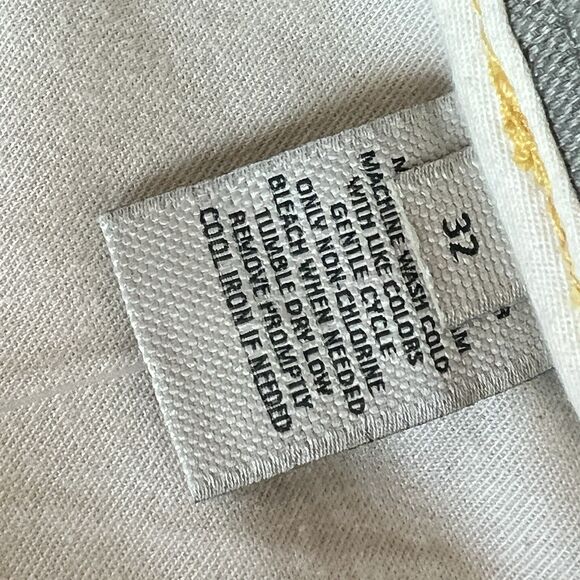 MACHINE WASH COLD
WITH LIKE COLORS
GENTLE CYCLE
ONLY NON-CHLORINE
BLEACH WHEN NEEDED
TUMBLE DRY LOW
REMOVE PROMPTLY
COOL IRON IF NEEDED
32